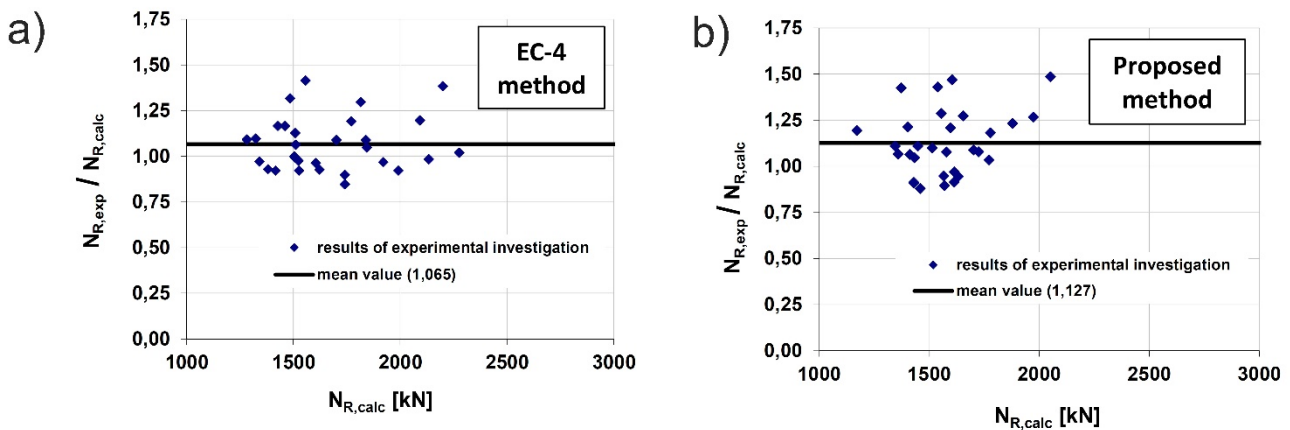 a)
1,75
1,50
1,25
1,00
0,75
0,50
0,25
0,00
N_R,exp / N_R,calc
EC-4
method
results of experimental investigation
mean value (1,065)
1000 1500 2000 2500 3000
N_R,calc [kN]
b)
1,75
1,50
1,25
1,00
0,75
0,50
0,25
0,00
N_R,exp / N_R,calc
Proposed
method
results of experimental investigation
mean value (1,127)
1000 1500 2000 2500 3000
N_R,calc [kN]